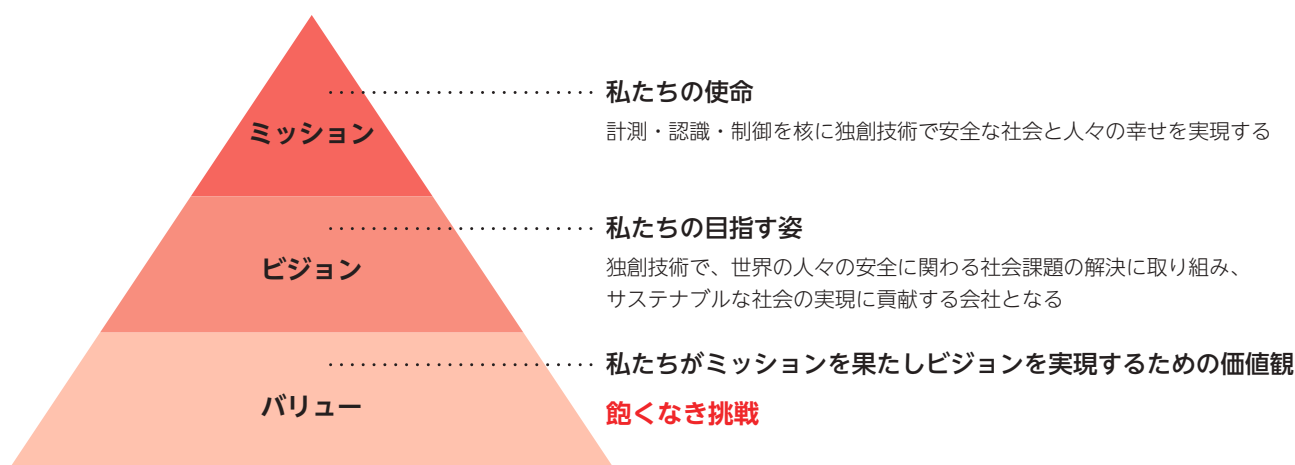 ミッション
私たちの使命
計測・認識・制御を核に独創技術で安全な社会と人々の幸せを実現する
ビジョン
私たちの目指す姿
独創技術で、世界の人々の安全に関わる社会課題の解決に取り組み、
サステナブルな社会の実現に貢献する会社となる
バリュー
私たちがミッションを果たしビジョンを実現するための価値観
飽くなき挑戦